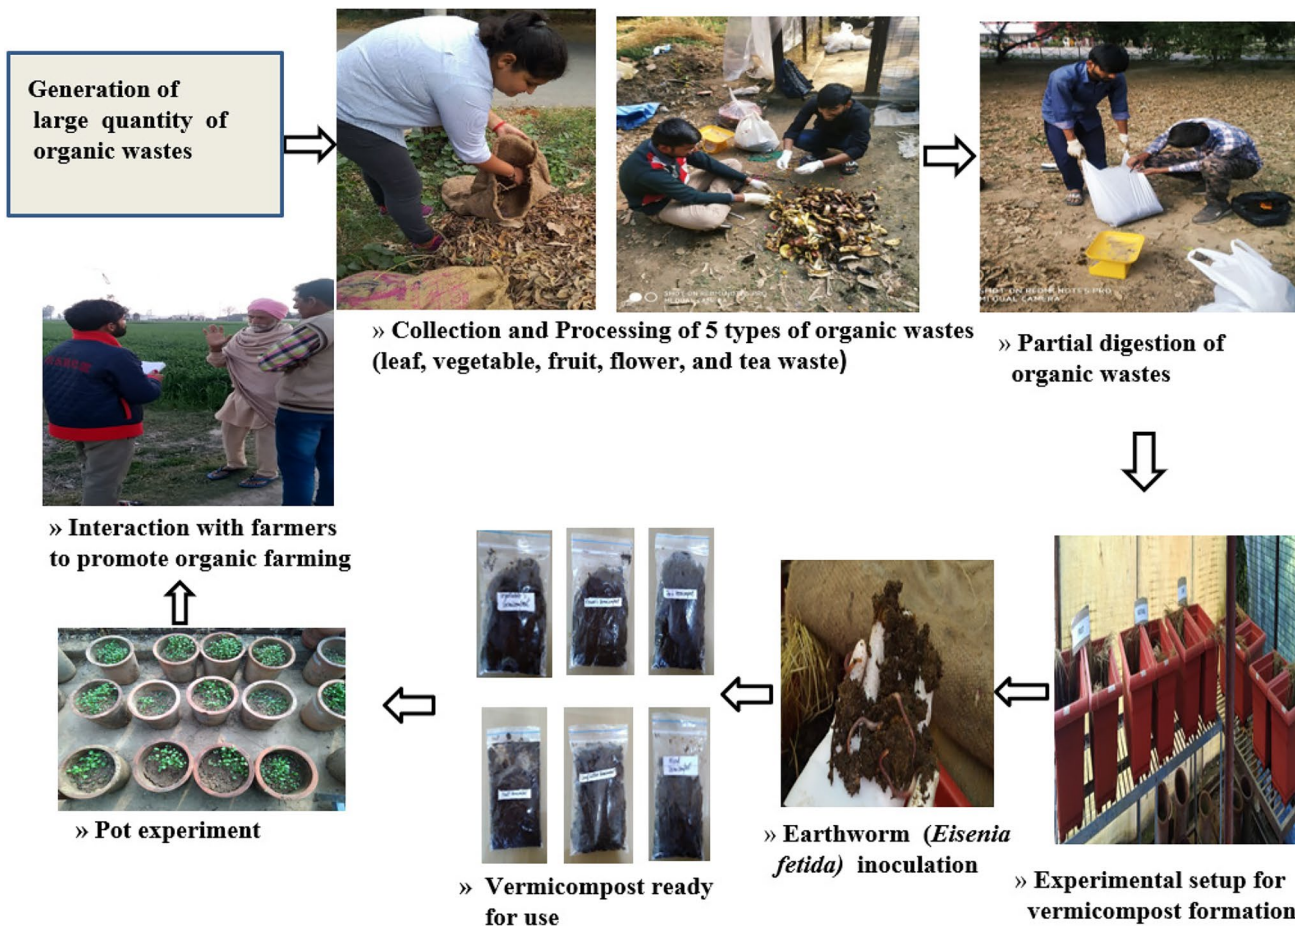 Generation of
large quantity of
organic wastes
» Collection and Processing of 5 types of organic wastes
(leaf, vegetable, fruit, flower, and tea waste)
» Partial digestion of
organic wastes
» Experimental setup for
vermicompost formation
» Earthworm (Eisenia
fetida) inoculation
» Vermicompost ready
for use
» Pot experiment
» Interaction with farmers
to promote organic farming